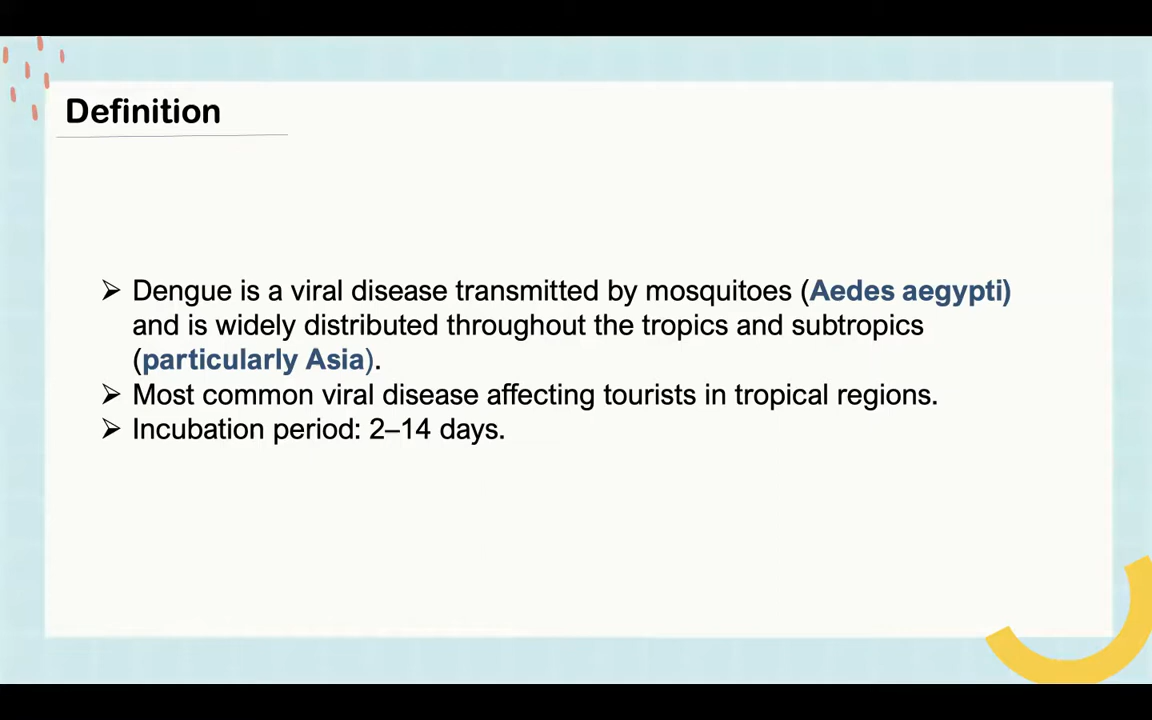 Definition
➢ Dengue is a viral disease transmitted by mosquitoes (Aedes aegypti)
and is widely distributed throughout the tropics and subtropics
(particularly Asia).
➢ Most common viral disease affecting tourists in tropical regions.
➢ Incubation period: 2–14 days.